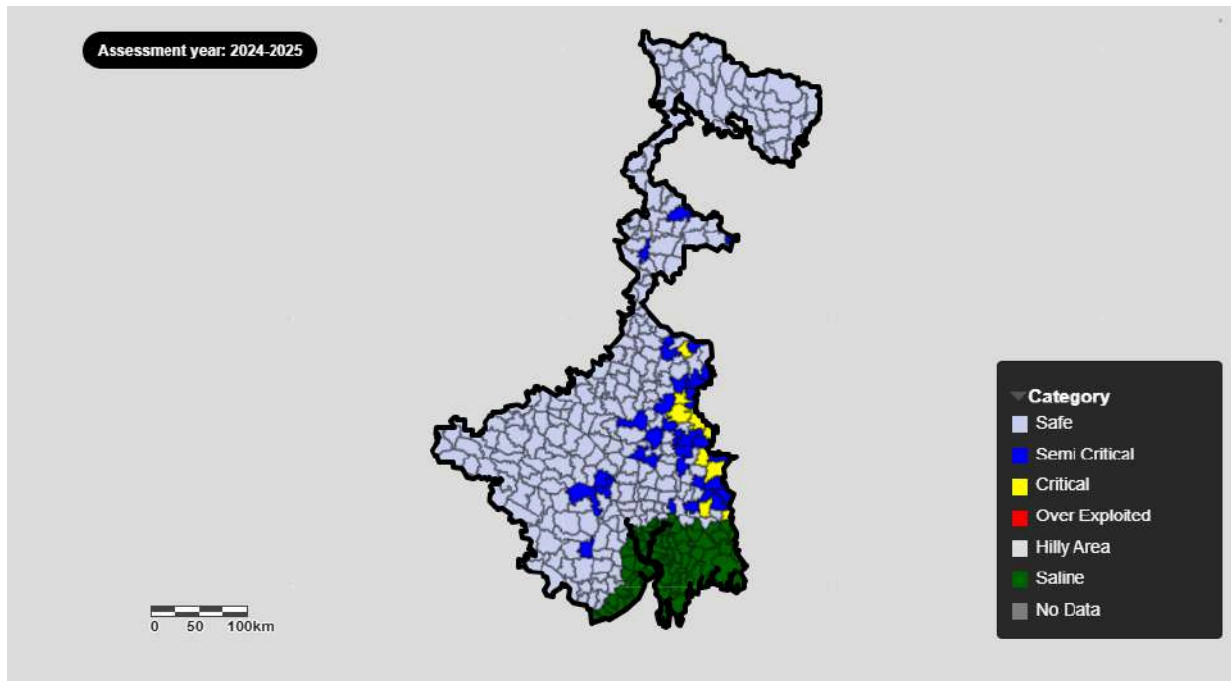 Assessment year: 2024-2025
Category
Safe
Semi Critical
Critical
Over Exploited
Hilly Area
Saline
No Data
0 50 100km